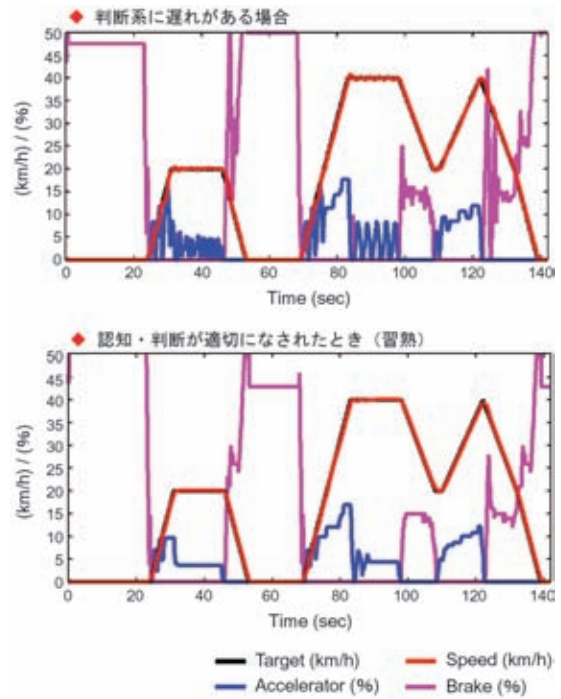 ◆ 判断系に遅れがある場合
(km/h) / (%)
50
45
40
35
30
25
20
15
10
5
0
0 20 40 60 80 100 120 140
Time (sec)
◆ 認知・判断が適切になされたとき（習熟）
(km/h) / (%)
50
45
40
35
30
25
20
15
10
5
0
0 20 40 60 80 100 120 140
Time (sec)
Target (km/h) Speed (km/h)
Accelerator (%) Brake (%)